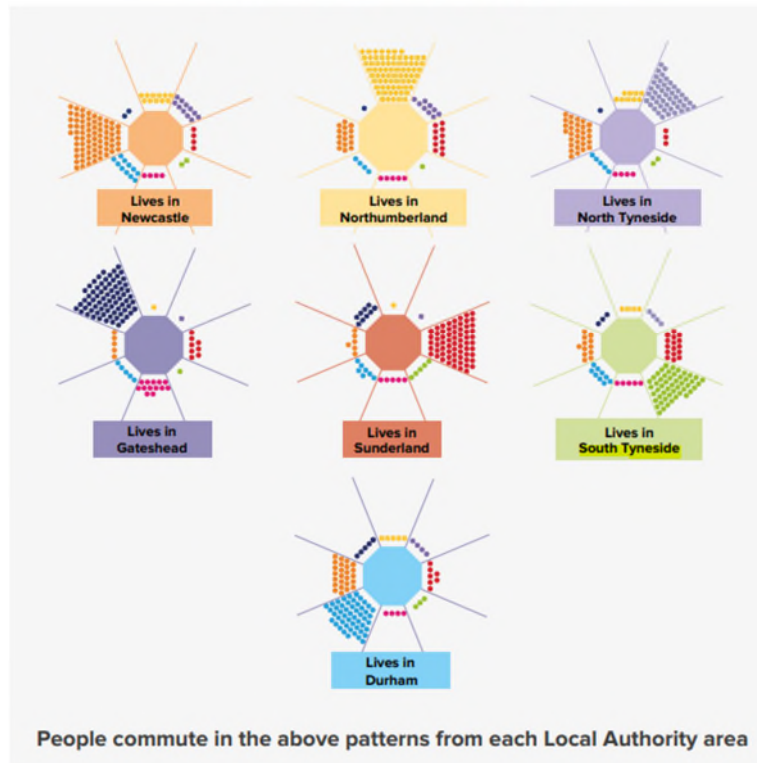 Lives in
Newcastle
Lives in
Northumberland
Lives in
North Tyneside
Lives in
Gateshead
Lives in
Sunderland
Lives in
South Tyneside
Lives in
Durham
People commute in the above patterns from each Local Authority area